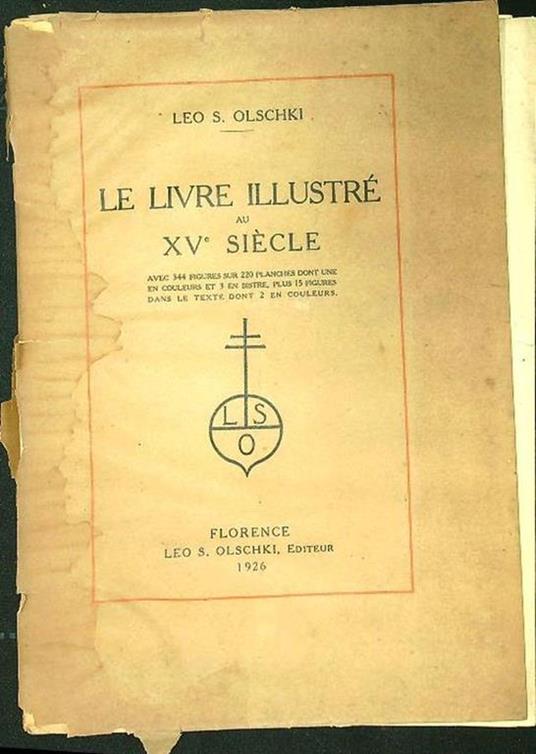 LEO S. OLSCHKI
LE LIVRE ILLUSTRÉ
AU
XVe SIÈCLE
AVEC 344 FIGURES SUR 220 PLANCHES DONT UNE
EN COULEURS ET 3 EN BISTRE, PLUS 15 FIGURES
DANS LE TEXTE DONT 2 EN COULEURS.
L S
O
FLORENCE
LEO S. OLSCHKI, EDITEUR
1926